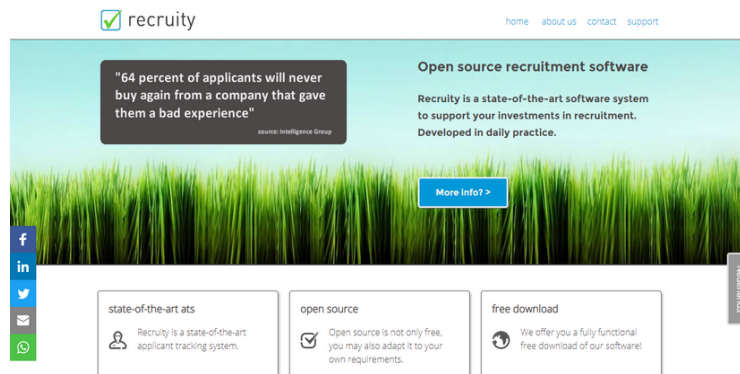 recruity
home about us contact support
"64 percent of applicants will never
buy again from a company that gave
them a bad experience"
source: Intelligence Group
Open source recruitment software
Recruity is a state-of-the-art software system
to support your investments in recruitment.
Developed in daily practice.
More info? >
f
in
Nederlands
state-of-the-art ats
Recruity is a state-of-the-art
applicant tracking system.
open source
Open source is not only free,
you may also adapt it to your
own requirements.
free download
We offer you a fully functional
free download of our software!